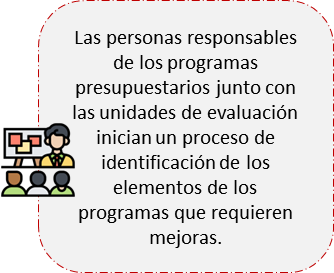 Las personas responsables
de los programas
presupuestarios junto con
las unidades de evaluación
inician un proceso de
identificación de los
elementos de los
programas que requieren
mejoras.